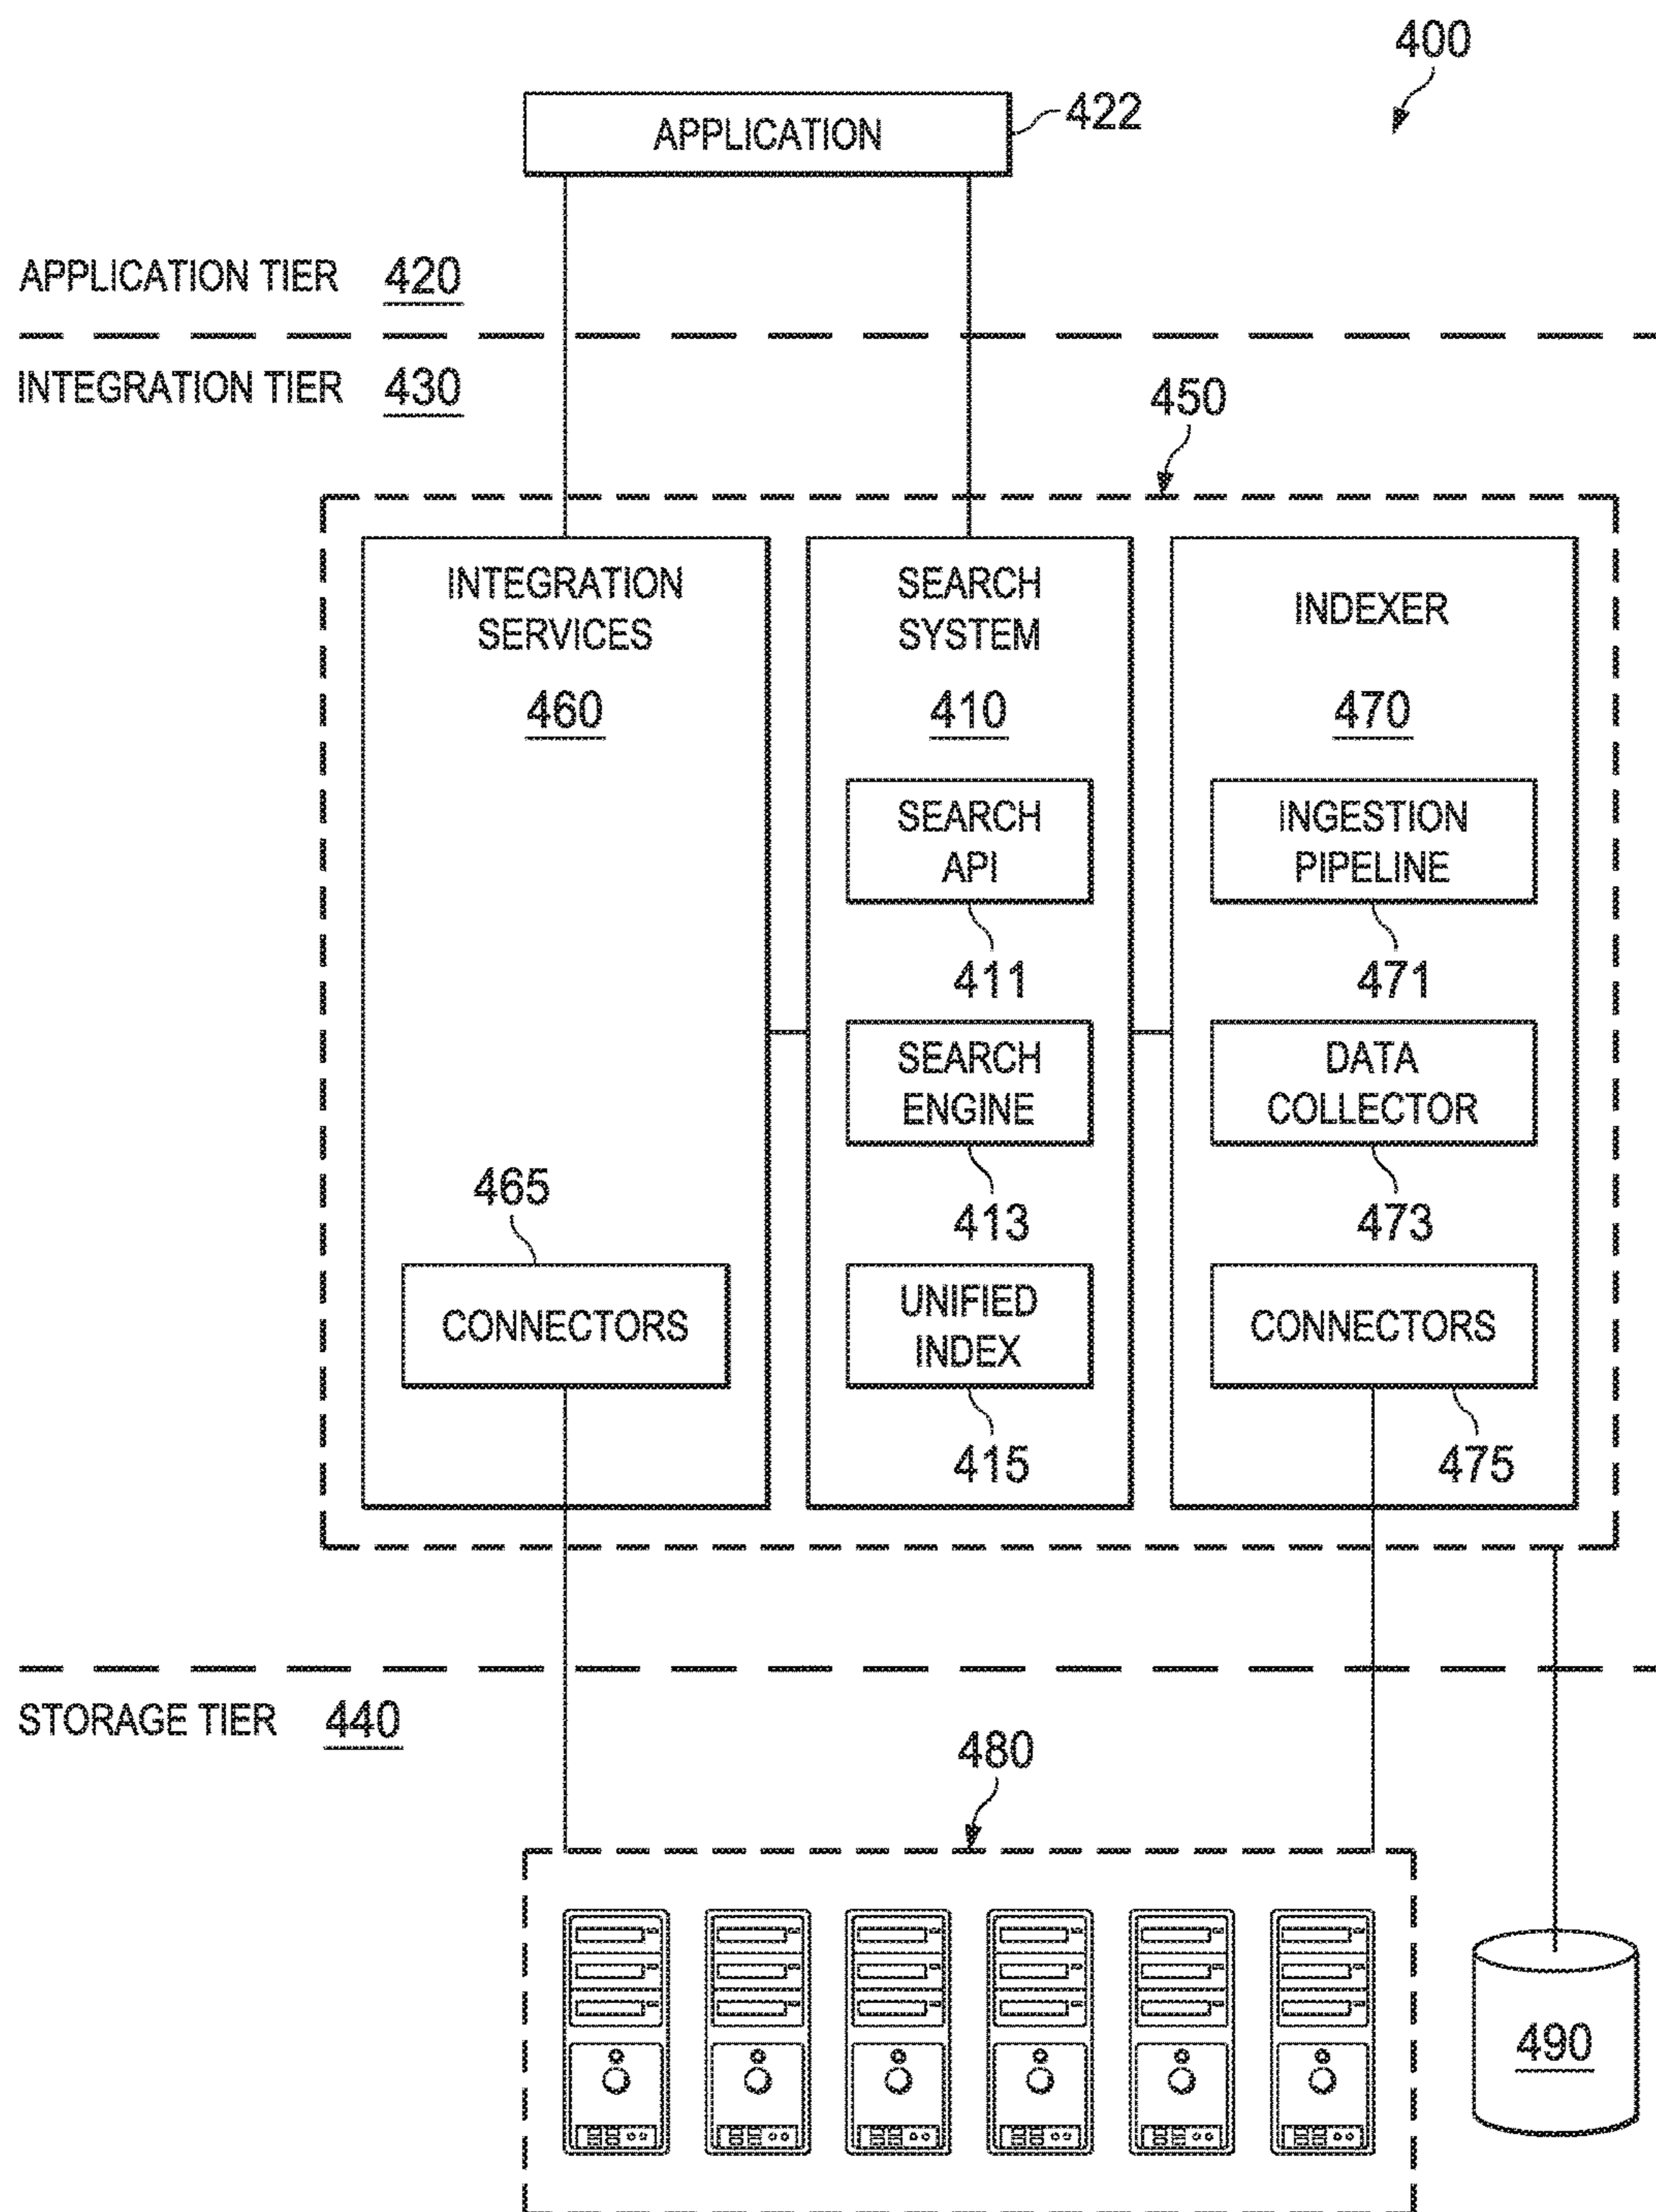 400
APPLICATION
422
APPLICATION TIER 420
INTEGRATION TIER 430
450
INTEGRATION
SERVICES
460
465
CONNECTORS
SEARCH
SYSTEM
410
SEARCH
API
411
SEARCH
ENGINE
413
UNIFIED
INDEX
415
INDEXER
470
INGESTION
PIPELINE
471
DATA
COLLECTOR
473
CONNECTORS
475
STORAGE TIER 440
480
490